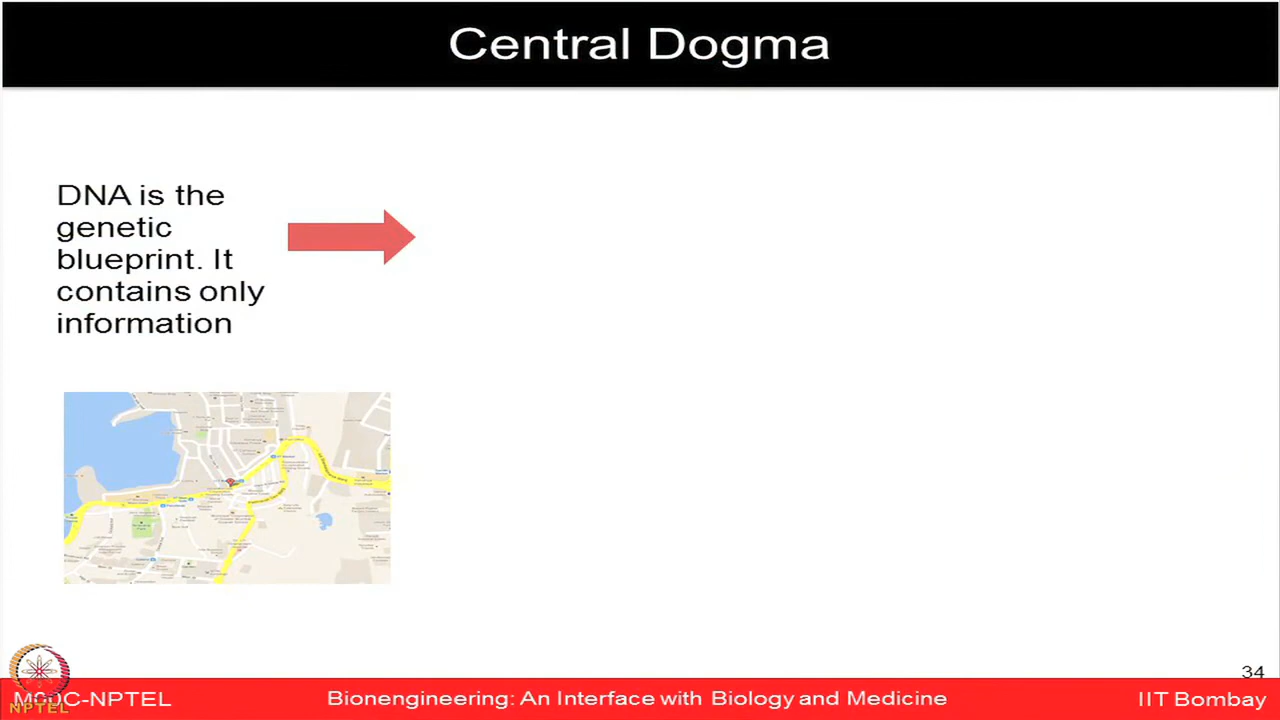 Central Dogma
DNA is the
genetic
blueprint. It
contains only
information
34
MOOC-NPTEL
NPTEL
Bionengineering: An Interface with Biology and Medicine
IIT Bombay